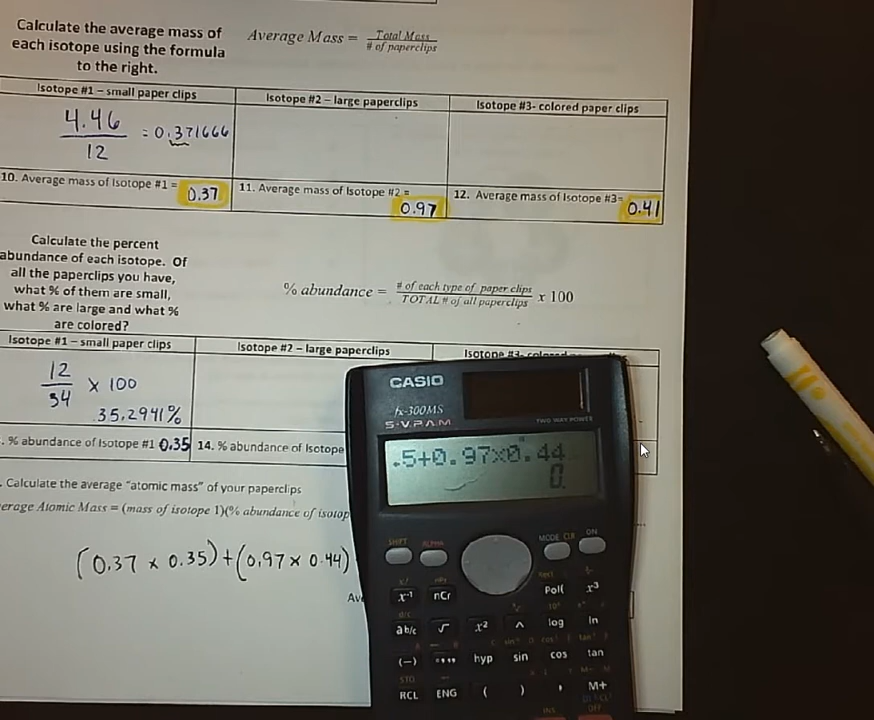 Calculate the average mass of
each isotope using the formula
to the right.
Average Mass = Total Mass / # of paperclips
Isotope #1 – small paper clips
Isotope #2 – large paperclips
Isotope #3- colored paper clips
4.46 / 12 = 0.371666
10. Average mass of Isotope #1 = 0.37
11. Average mass of Isotope #2 = 0.97
12. Average mass of Isotope #3= 0.41
Calculate the percent
abundance of each isotope. Of
all the paperclips you have,
what % of them are small,
what % are large and what %
are colored?
% abundance = # of each type of paper clips / TOTAL # of all paperclips x 100
Isotope #1 – small paper clips
Isotope #2 – large paperclips
12 / 34 x 100
35.2941%
. % abundance of Isotope #1 0.35
14. % abundance of Isotope
. Calculate the average "atomic mass" of your paperclips
erage Atomic Mass = (mass of isotope 1)(% abundance of isotop
(0.37 x 0.35) + (0.97 x 0.44)
Av
CASIO
fx-300MS
S-V.P.A.M.
TWO WAY POWER
.5+0.97x0.44
0.
SHIFT
ALPHA
MODE CLR
ON
x-1
nCr
Pol(
x3
ab/c
√
x2
^
log
ln
(–)
hyp
sin
cos
tan
STO
RCL
ENG
(
)
,
M+
INS
OFF